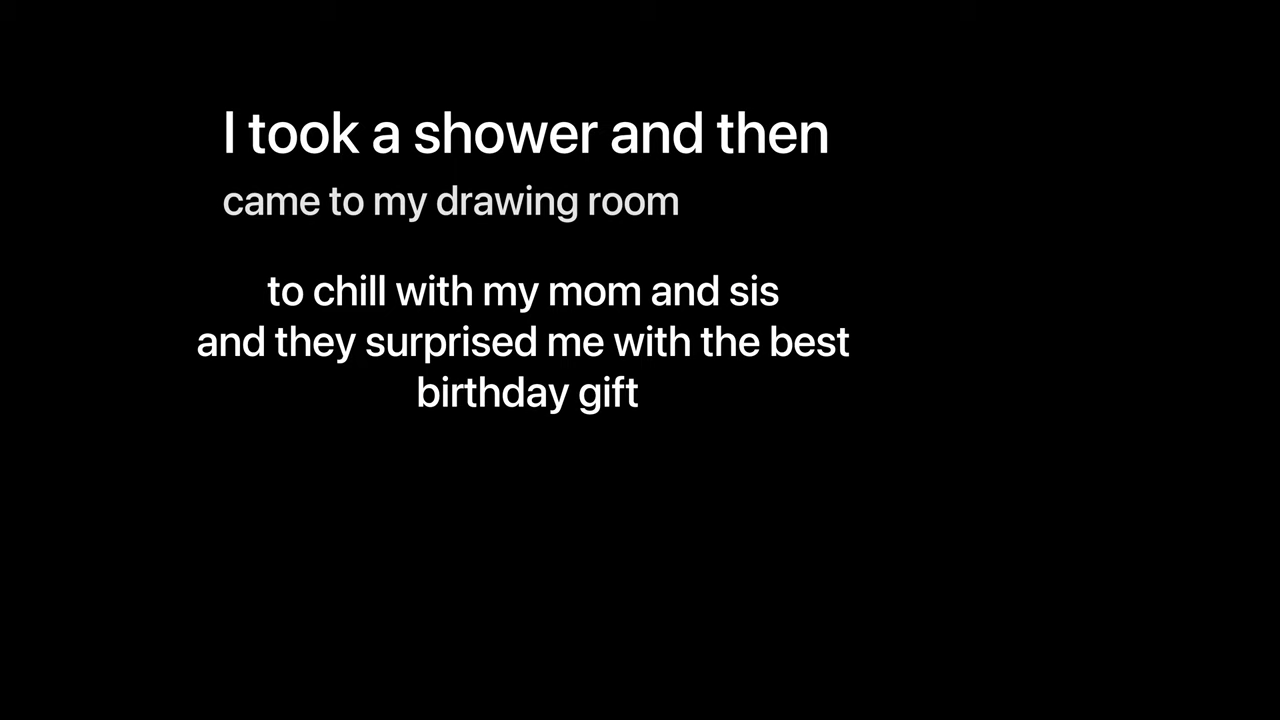 I took a shower and then
came to my drawing room
to chill with my mom and sis
and they surprised me with the best
birthday gift